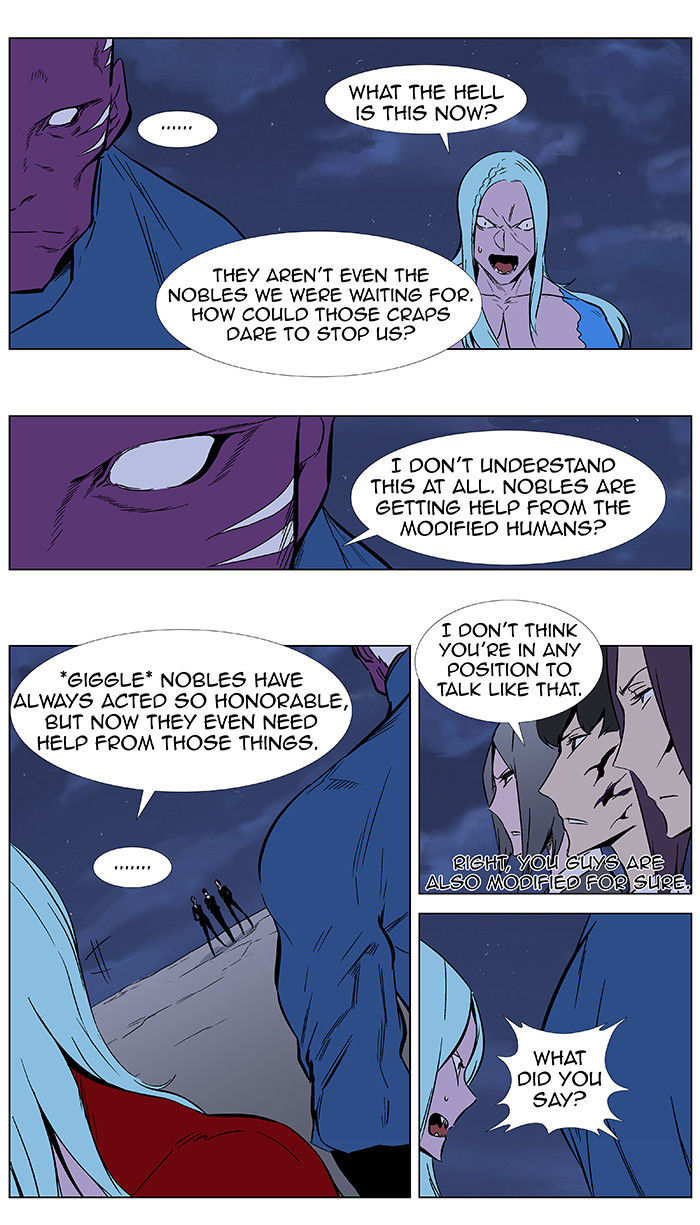 ......
WHAT THE HELL
IS THIS NOW?
THEY AREN'T EVEN THE
NOBLES WE WERE WAITING FOR.
HOW COULD THOSE CRAPS
DARE TO STOP US?
I DON'T UNDERSTAND
THIS AT ALL. NOBLES ARE
GETTING HELP FROM THE
MODIFIED HUMANS?
*GIGGLE* NOBLES HAVE
ALWAYS ACTED SO HONORABLE,
BUT NOW THEY EVEN NEED
HELP FROM THOSE THINGS.
.......
I DON'T THINK
YOU'RE IN ANY
POSITION TO
TALK LIKE THAT.
RIGHT, YOU GUYS ARE
ALSO MODIFIED FOR SURE.
WHAT
DID YOU
SAY?